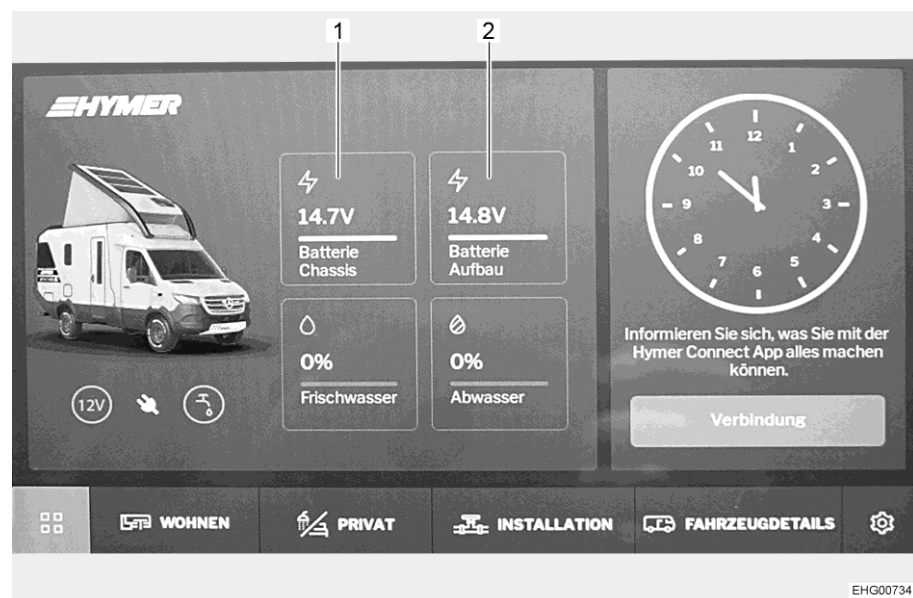 1
2
HYMER
14.7V
Batterie
Chassis
14.8V
Batterie
Aufbau
0%
Frischwasser
0%
Abwasser
12V
12
1
2
3
4
5
6
7
8
9
10
11
Informieren Sie sich, was Sie mit der
Hymer Connect App alles machen
können.
Verbindung
WOHNEN
PRIVAT
INSTALLATION
FAHRZEUGDETAILS
EHG00734